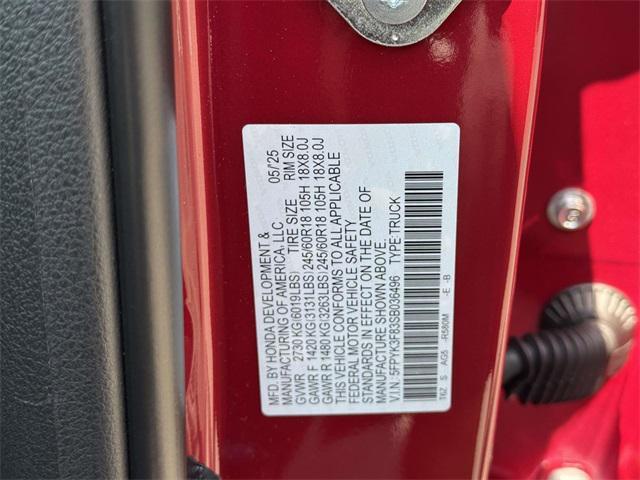 MFD. BY HONDA DEVELOPMENT &
MANUFACTURING OF AMERICA, LLC 05/'25
GVWR 2730 KG(6019LBS) TIRE SIZE RIM SIZE
GAWR F 1420 KG(3131LBS)245/60R18 105H 18X8.0J
GAWR R 1480 KG(3263LBS)245/60R18 105H 18X8.0J
THIS VEHICLE CONFORMS TO ALL APPLICABLE
FEDERAL MOTOR VEHICLE SAFETY
STANDARDS IN EFFECT ON THE DATE OF
MANUFACTURE SHOWN ABOVE.
V.I.N. 5FPYK3F83SB036496 TYPE:TRUCK
S AG5 -R580M -E -B